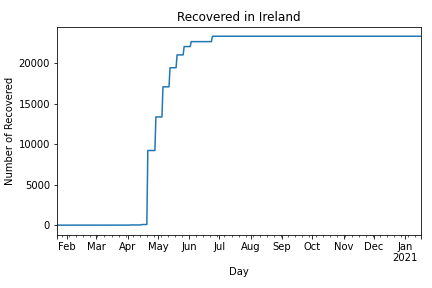 Recovered in Ireland
Number of Recovered
20000
15000
10000
5000
0
Feb Mar Apr May Jun Jul Aug Sep Oct Nov Dec Jan
2021
Day